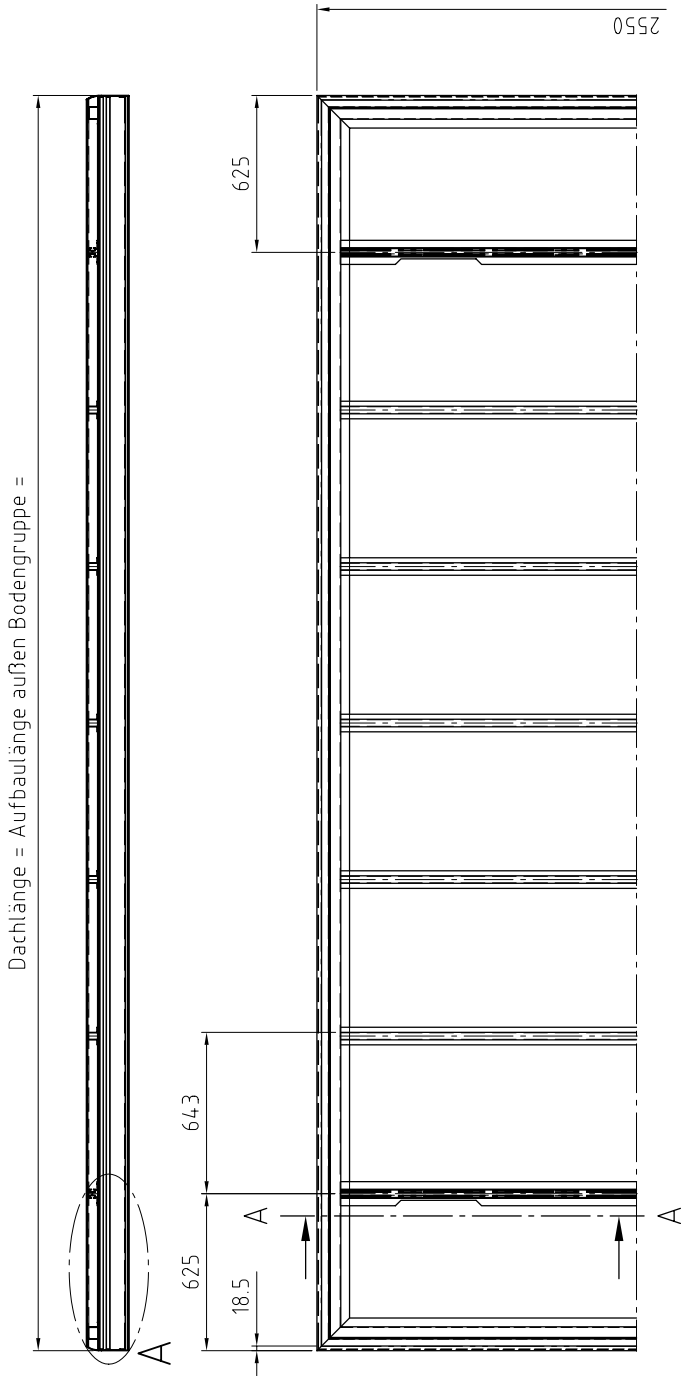 Dachlänge = Aufbaulänge außen Bodengruppe =
2550
625
643
625
18.5
A
A
A